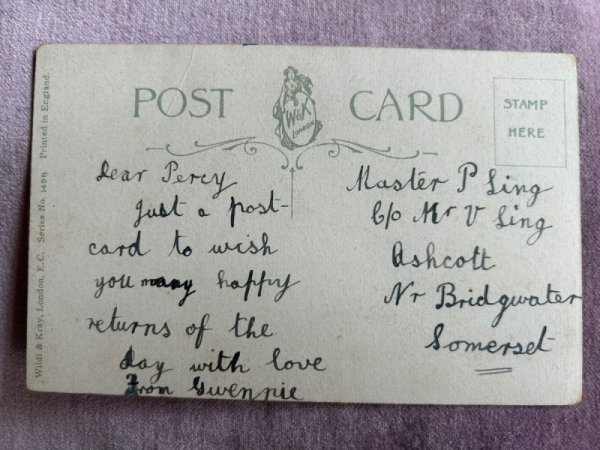 POST CARD
W&K
London
STAMP
HERE
Dear Percy
Just a post-
card to wish
you many happy
returns of the
day with love
From Gwennie
Master P Ling
C/o Mr V Ling
Ashcott
Nr Bridgwater
Somerset
Wildt & Kray, London, E.C. Series No. 1498 Printed in England.